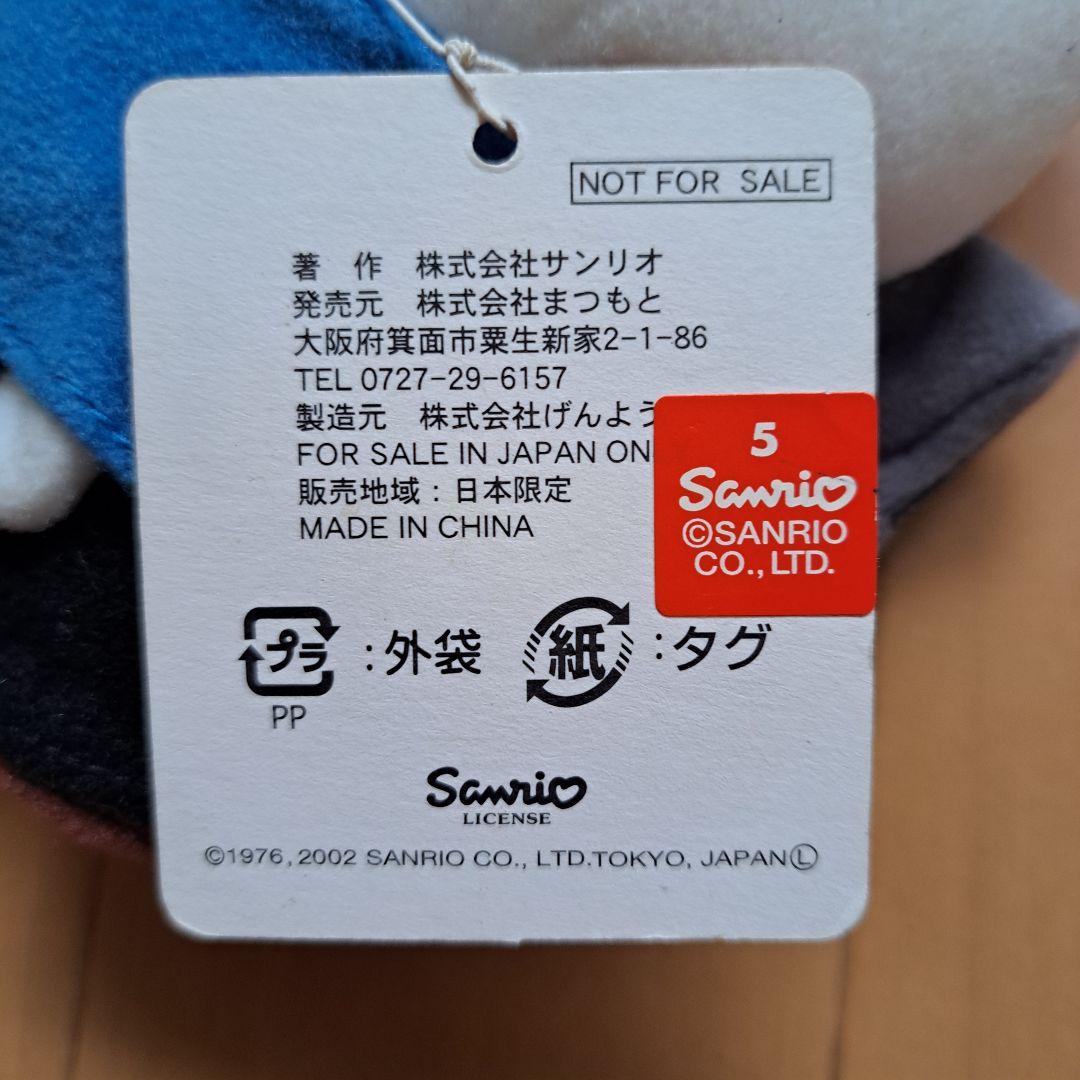 NOT FOR SALE
著 作 株式会社サンリオ
発売元 株式会社まつもと
大阪府箕面市粟生新家2-1-86
TEL 0727-29-6157
製造元 株式会社げんよう
FOR SALE IN JAPAN ON
販売地域：日本限定
MADE IN CHINA
5
Sanrio
©SANRIO
CO., LTD.
プラ :外袋 紙 :タグ
PP
Sanrio
LICENSE
©1976, 2002 SANRIO CO., LTD.TOKYO, JAPAN Ⓛ